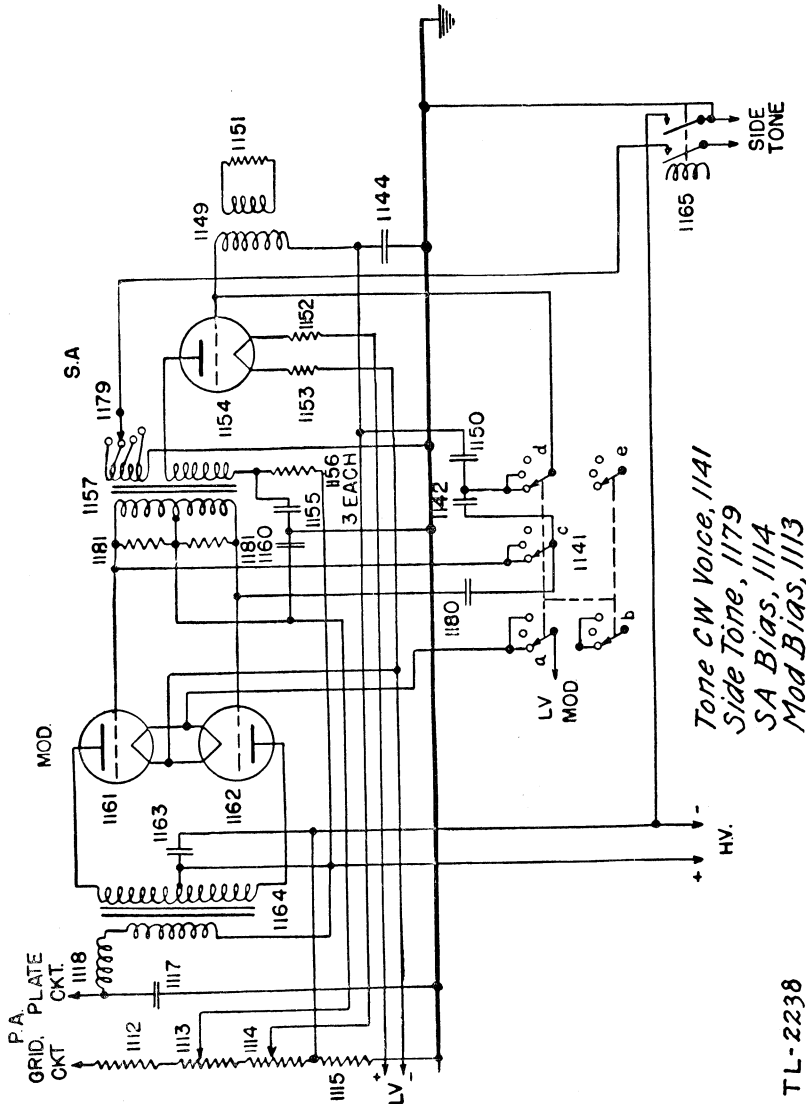 P.A.
GRID. PLATE
CKT CKT.
1118
1117
1112
1113
1114
1115
LV
+
-
MOD.
1161
1162
1163
1164
+ -
H.V.
S.A
1157
1179
1181
1181
1160
1155
1156
3 EACH
1154
1153
1152
1149
1151
1144
1150
1142
1180
1141
a
b
c
d
e
LV
MOD.
1165
SIDE
TONE
Tone CW Voice, 1141
Side Tone, 1179
SA Bias, 1114
Mod Bias, 1113
TL-2238